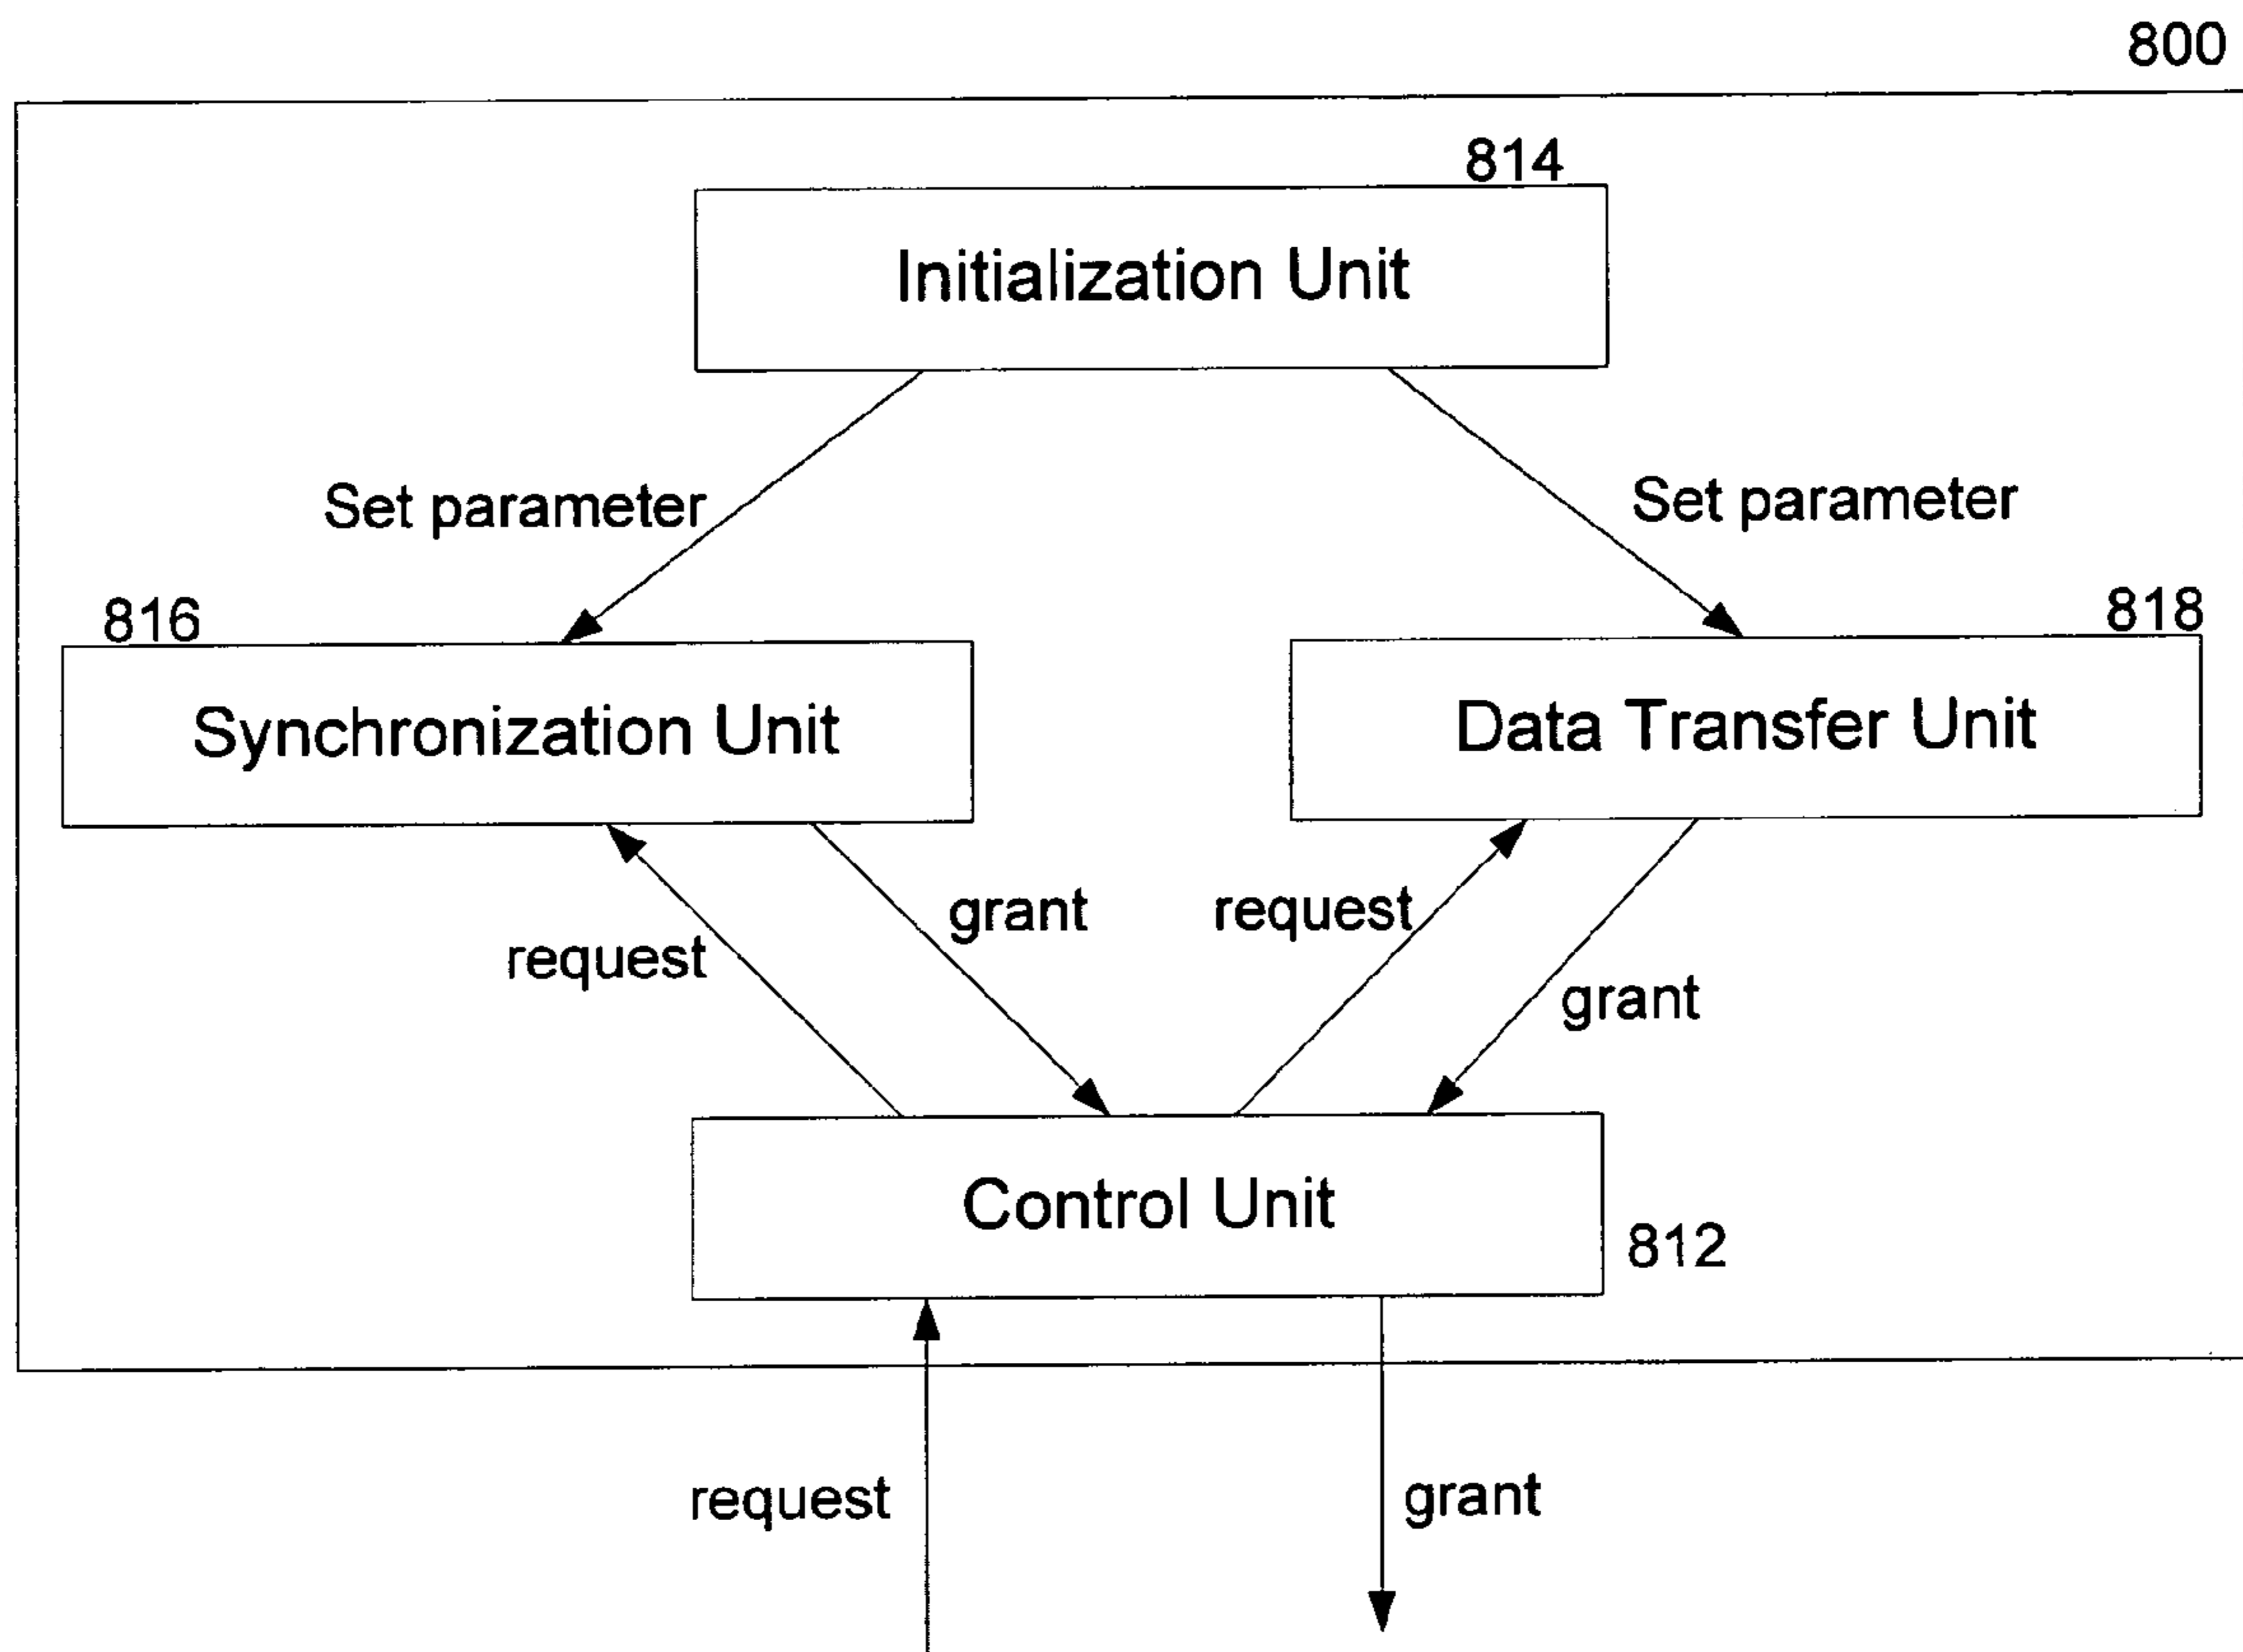 800
814
Initialization Unit
Set parameter
Set parameter
816
818
Synchronization Unit
Data Transfer Unit
grant
request
request
grant
Control Unit
812
request
grant